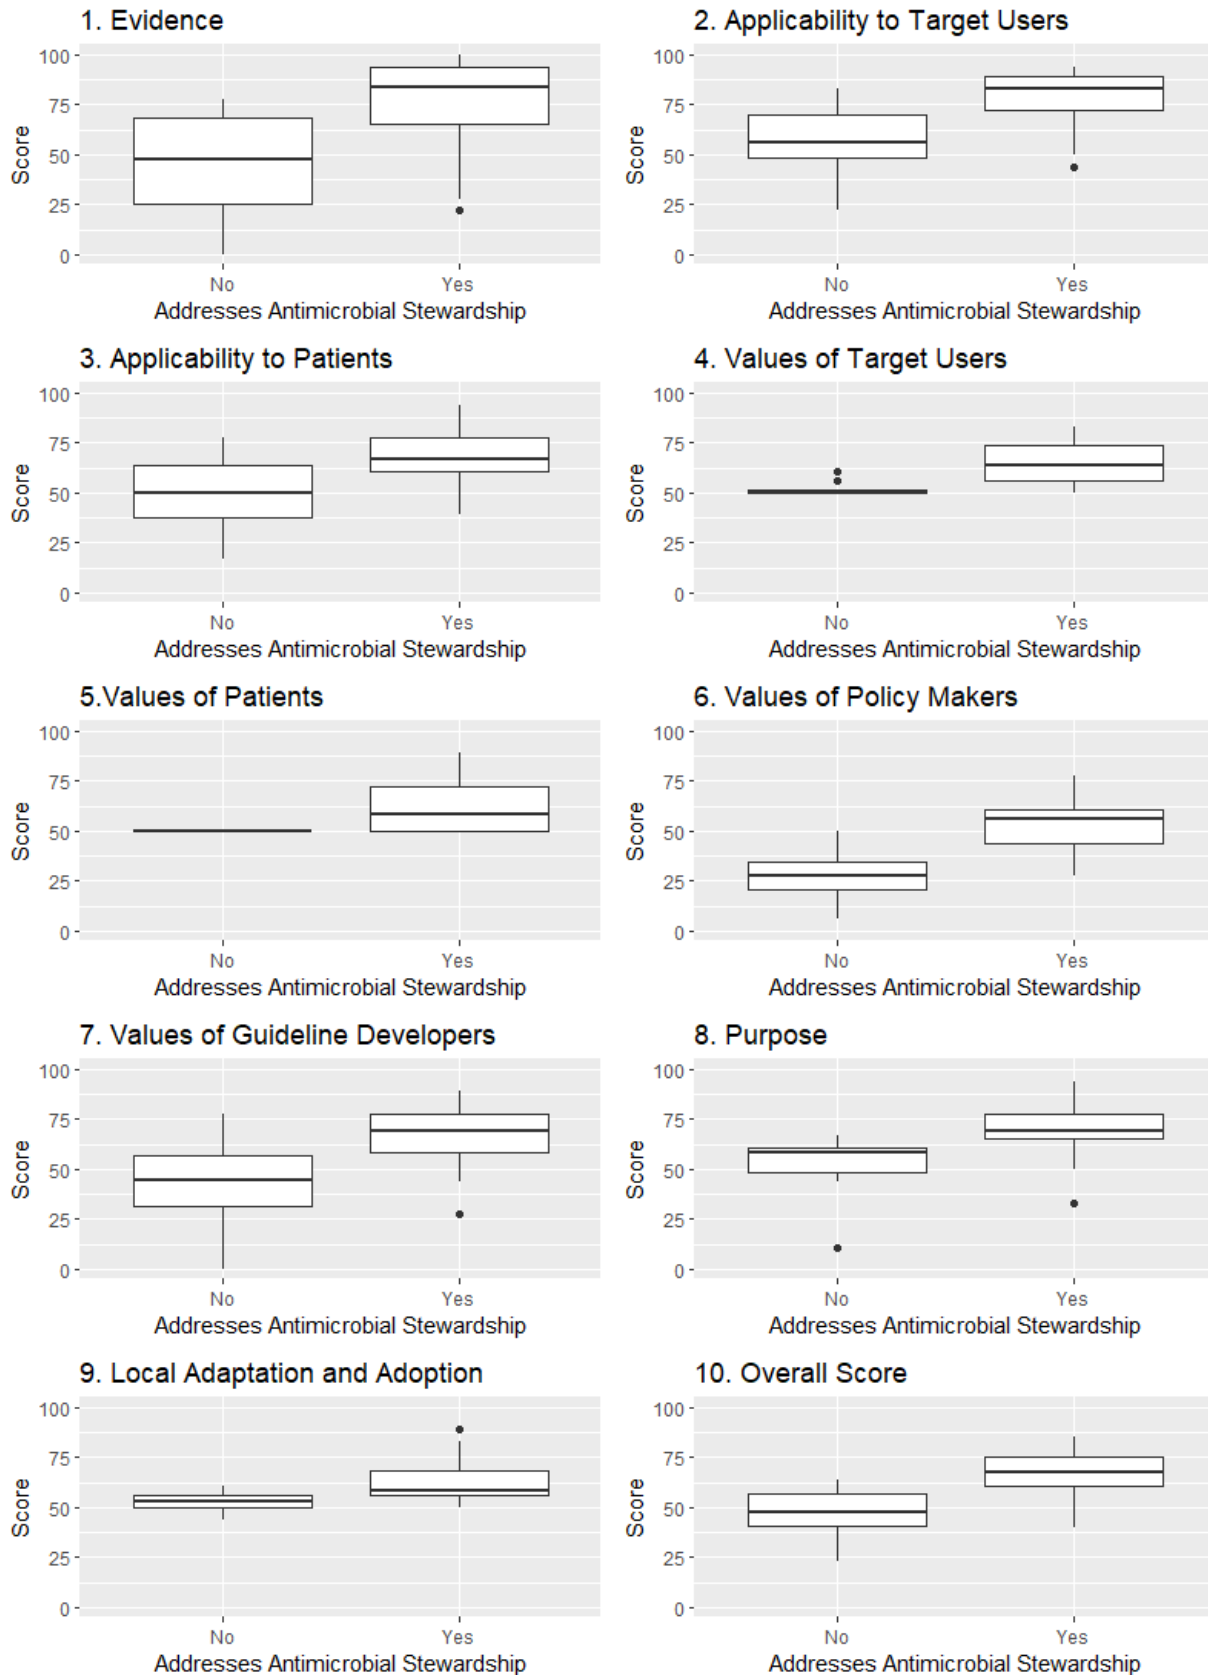 1. Evidence
2. Applicability to Target Users
100
75
50
25
0
Score
No Yes
Addresses Antimicrobial Stewardship
100
75
50
25
0
Score
No Yes
Addresses Antimicrobial Stewardship
3. Applicability to Patients
4. Values of Target Users
100
75
50
25
0
Score
No Yes
Addresses Antimicrobial Stewardship
100
75
50
25
0
Score
No Yes
Addresses Antimicrobial Stewardship
5.Values of Patients
6. Values of Policy Makers
100
75
50
25
0
Score
No Yes
Addresses Antimicrobial Stewardship
100
75
50
25
0
Score
No Yes
Addresses Antimicrobial Stewardship
7. Values of Guideline Developers
8. Purpose
100
75
50
25
0
Score
No Yes
Addresses Antimicrobial Stewardship
100
75
50
25
0
Score
No Yes
Addresses Antimicrobial Stewardship
9. Local Adaptation and Adoption
10. Overall Score
100
75
50
25
0
Score
No Yes
Addresses Antimicrobial Stewardship
100
75
50
25
0
Score
No Yes
Addresses Antimicrobial Stewardship